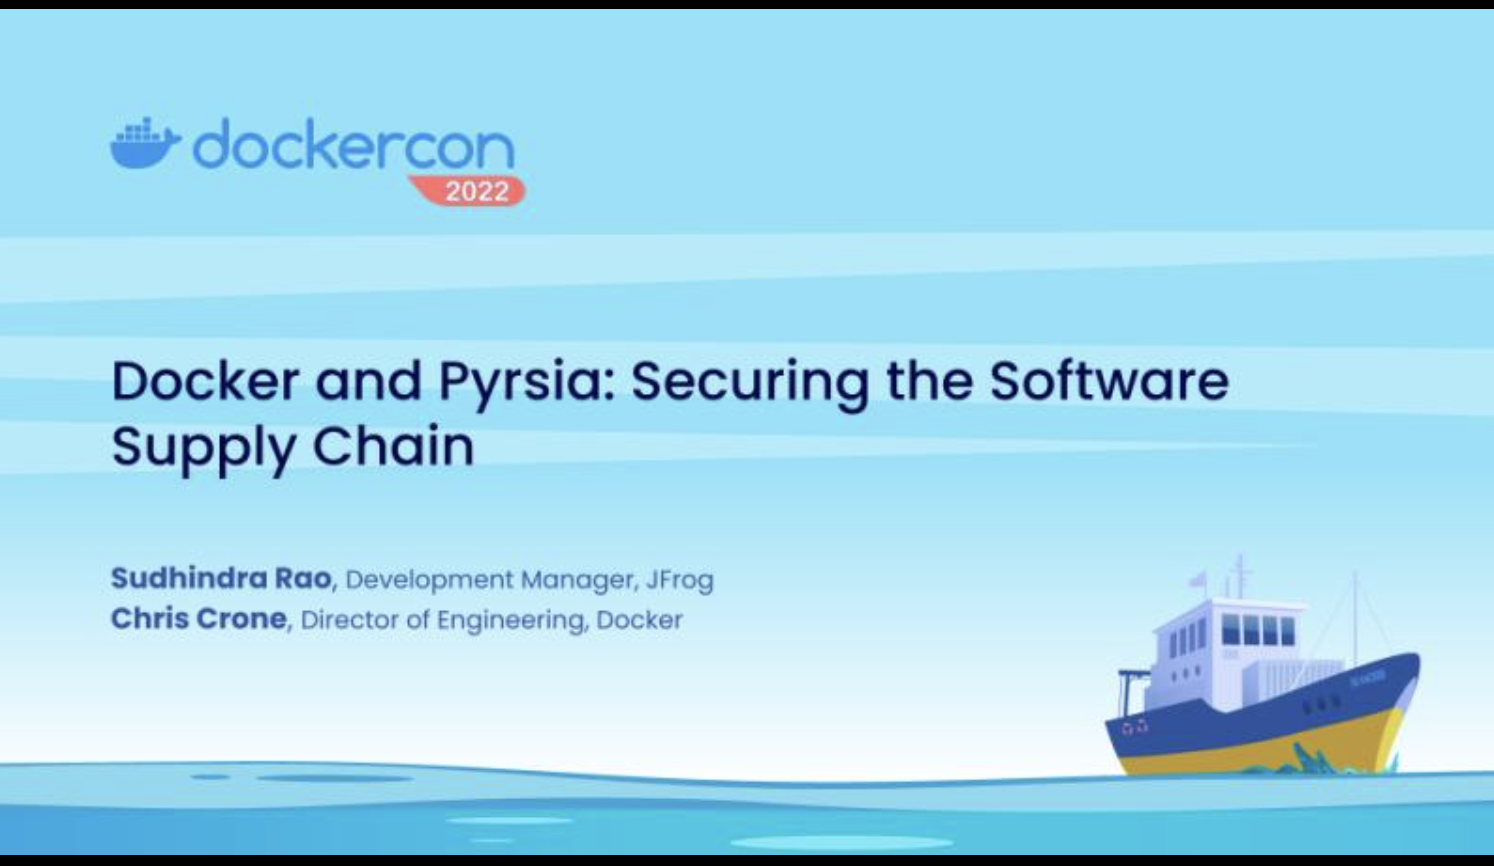 dockercon
2022
Docker and Pyrsia: Securing the Software
Supply Chain
Sudhindra Rao, Development Manager, JFrog
Chris Crone, Director of Engineering, Docker